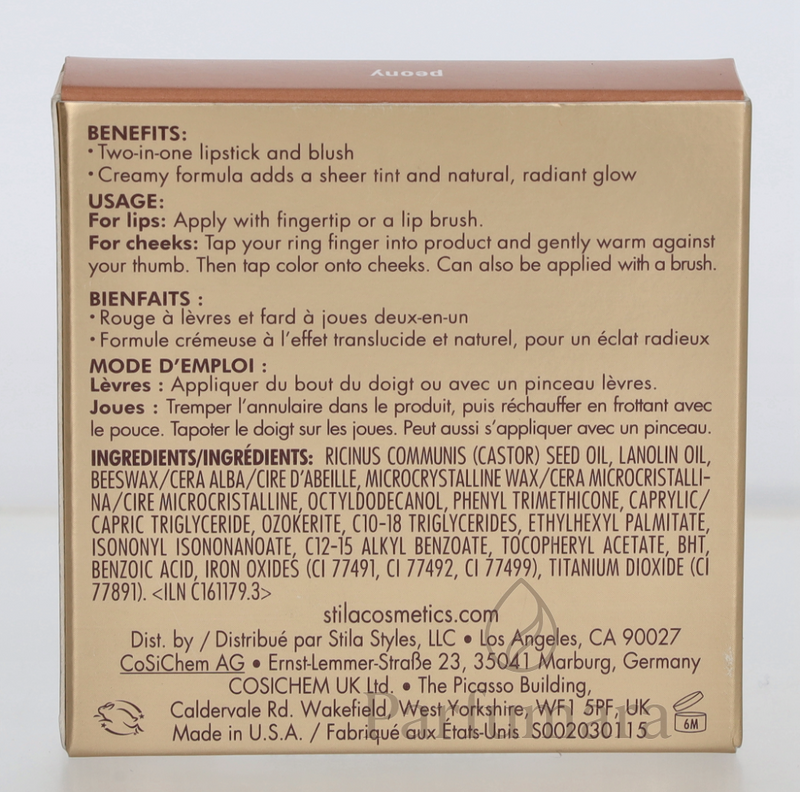 peony
BENEFITS:
• Two-in-one lipstick and blush
• Creamy formula adds a sheer tint and natural, radiant glow
USAGE:
For lips: Apply with fingertip or a lip brush.
For cheeks: Tap your ring finger into product and gently warm against
your thumb. Then tap color onto cheeks. Can also be applied with a brush.
BIENFAITS :
• Rouge à lèvres et fard à joues deux-en-un
• Formule crémeuse à l'effet translucide et naturel, pour un éclat radieux
MODE D'EMPLOI :
Lèvres : Appliquer du bout du doigt ou avec un pinceau lèvres.
Joues : Tremper l'annulaire dans le produit, puis réchauffer en frottant avec
le pouce. Tapoter le doigt sur les joues. Peut aussi s'appliquer avec un pinceau.
INGREDIENTS/INGRÉDIENTS: RICINUS COMMUNIS (CASTOR) SEED OIL, LANOLIN OIL,
BEESWAX/CERA ALBA/CIRE D'ABEILLE, MICROCRYSTALLINE WAX/CERA MICROCRISTALLI-
NA/CIRE MICROCRISTALLINE, OCTYLDODECANOL, PHENYL TRIMETHICONE, CAPRYLIC/
CAPRIC TRIGLYCERIDE, OZOKERITE, C10-18 TRIGLYCERIDES, ETHYLHEXYL PALMITATE,
ISONONYL ISONONANOATE, C12-15 ALKYL BENZOATE, TOCOPHERYL ACETATE, BHT,
BENZOIC ACID, IRON OXIDES (CI 77491, CI 77492, CI 77499), TITANIUM DIOXIDE (CI
77891). <ILN C161179.3>
stilacosmetics.com
Dist. by / Distribué par Stila Styles, LLC • Los Angeles, CA 90027
CoSiChem AG • Ernst-Lemmer-Straße 23, 35041 Marburg, Germany
COSICHEM UK Ltd. • The Picasso Building,
Caldervale Rd. Wakefield, West Yorkshire, WF1 5PF, UK
Made in U.S.A. / Fabriqué aux États-Unis S002030115
6M
Parfumara